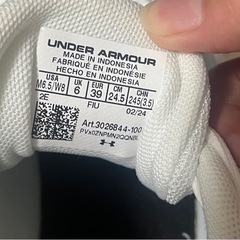 UNDER ARMOUR
MADE IN INDONESIA
FABRIQUÉ EN INDONÉSIE
HECHO EN INDONESIA
USA UK EUR CM CHN
M6.5/W8 6 39 24.5 245(3.5)
2E FIU 02/24
Art.3026844-100